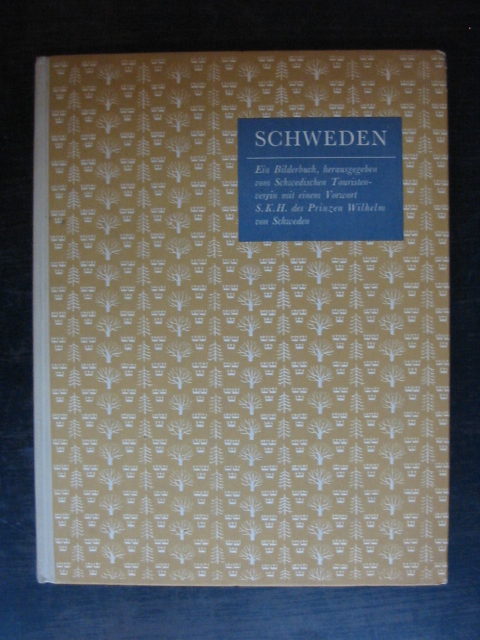 SCHWEDEN
Ein Bilderbuch, herausgegeben
vom Schwedischen Touristen-
verein mit einem Vorwort
S. K. H. des Prinzen Wilhelm
von Schweden